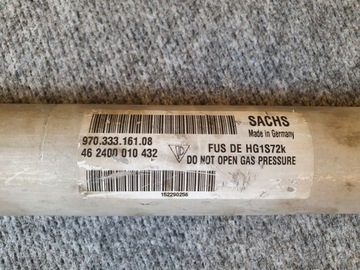 SACHS
Made in Germany
970.333.161.08
46 2400 010 432
FUS DE HG1S72k
DO NOT OPEN GAS PRESSURE
152290256